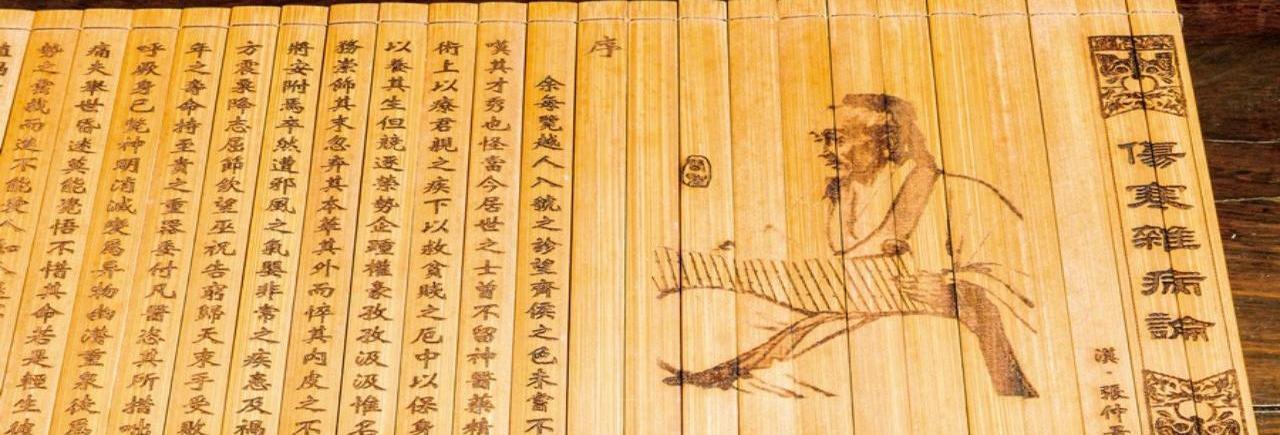 傷寒雜病論
漢·張仲
序
余每覽越人入虢之診望齊侯之色未嘗不
嘆其才秀也怪當今居世之士曾不留神醫藥精
術上以療君親之疾下以救貧賤之厄中以保身
以養其生但競逐榮勢企踵權豪孜孜汲汲惟名
務崇飾其末忽弃其本華其外而悴其内皮之不
將安附焉卒然遭邪風之氣嬰非常之疾患及禍
方震栗降志屈節欽望巫祝告窮歸天束手受敗
年之壽命持至貴之重器委付凡醫恣其所措咄
呼厥身已斃神明消滅變爲異物幽潛重泉徒爲
痛夫舉世昏迷莫能覺悟不惜其命若是輕生彼
勢之雲哉而進不能愛人知人